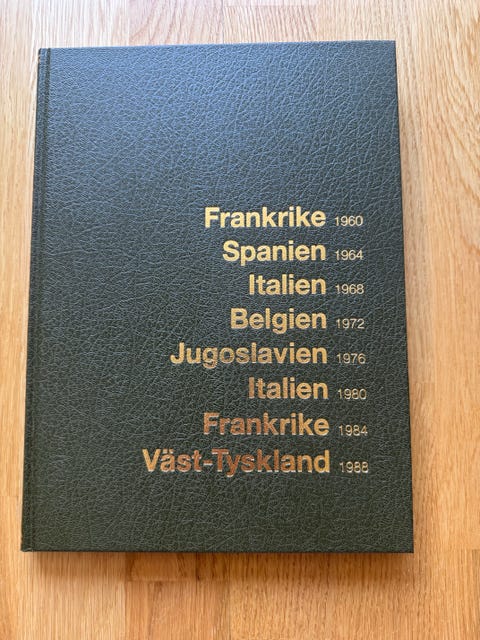 Frankrike 1960
Spanien 1964
Italien 1968
Belgien 1972
Jugoslavien 1976
Italien 1980
Frankrike 1984
Väst-Tyskland 1988